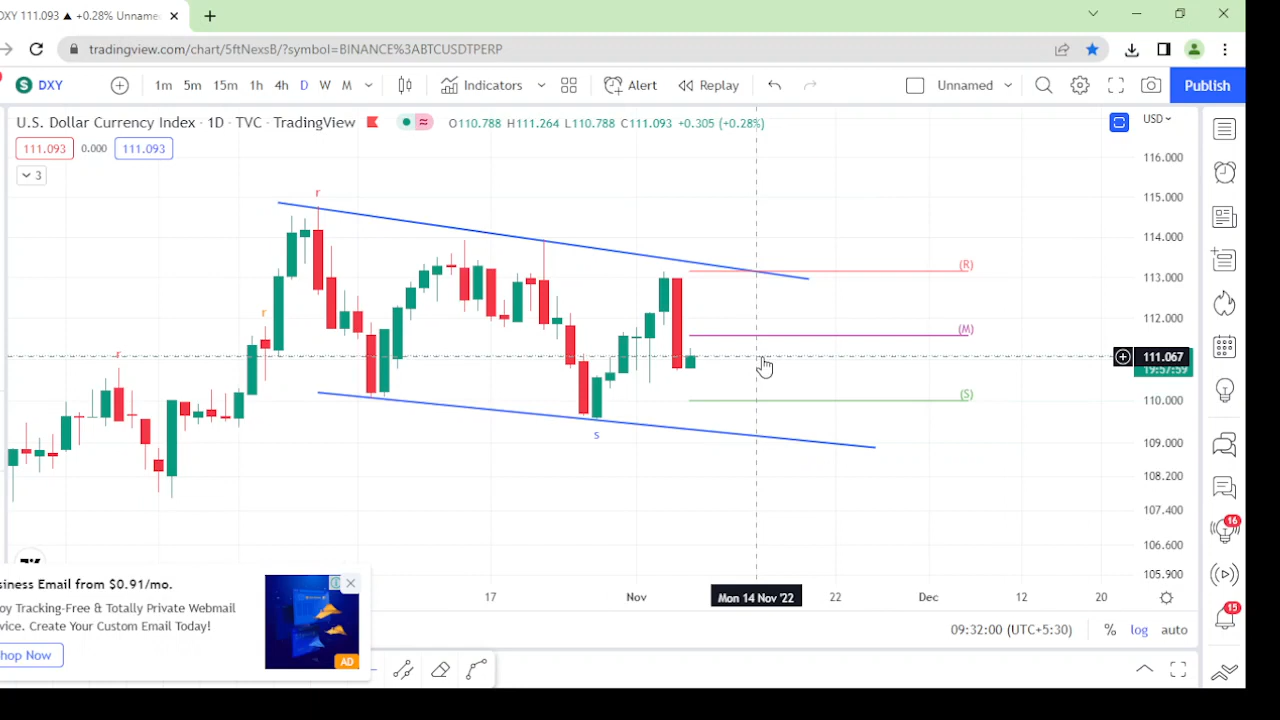 DXY 111.093 ▲ +0.28% Unname
tradingview.com/chart/5ftNexsB/?symbol=BINANCE%3ABTCUSDTPERP
S DXY 1m 5m 15m 1h 4h D W M Indicators Alert Replay Unnamed Publish
U.S. Dollar Currency Index · 1D · TVC · TradingView O110.788 H111.264 L110.788 C111.093 +0.305 (+0.28%) USD
111.093 0.000 111.093
3
116.000
r 115.000
114.000
(R)
113.000
r
112.000
(M)
r
111.067
19:57:59
(S)
110.000
s
109.000
108.200
107.400
16
106.600
105.900
siness Email from $0.91/mo.
oy Tracking-Free & Totally Private Webmail
vice. Create Your Custom Email Today!
hop Now
AD
17 Nov Mon 14 Nov '22 22 Dec 12 20
15
09:32:00 (UTC+5:30) % log auto